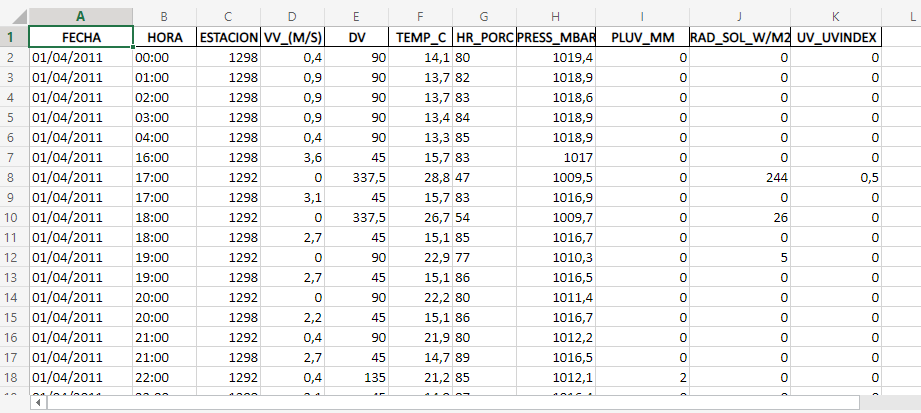 A B C D E F G H I J K L
1 FECHA HORA ESTACION VV_(M/S) DV TEMP_C HR_PORC PRESS_MBAR PLUV_MM RAD_SOL_W/M2 UV_UVINDEX
2 01/04/2011 00:00 1298 0,4 90 14,1 80 1019,4 0 0 0
3 01/04/2011 01:00 1298 0,9 90 13,7 82 1018,9 0 0 0
4 01/04/2011 02:00 1298 0,9 90 13,7 83 1018,6 0 0 0
5 01/04/2011 03:00 1298 0,9 90 13,4 84 1018,9 0 0 0
6 01/04/2011 04:00 1298 0,4 90 13,3 85 1018,9 0 0 0
7 01/04/2011 16:00 1298 3,6 45 15,7 83 1017 0 0 0
8 01/04/2011 17:00 1292 0 337,5 28,8 47 1009,5 0 244 0,5
9 01/04/2011 17:00 1298 3,1 45 15,7 83 1016,9 0 0 0
10 01/04/2011 18:00 1292 0 337,5 26,7 54 1009,7 0 26 0
11 01/04/2011 18:00 1298 2,7 45 15,1 85 1016,7 0 0 0
12 01/04/2011 19:00 1292 0 90 22,9 77 1010,3 0 5 0
13 01/04/2011 19:00 1298 2,7 45 15,1 86 1016,5 0 0 0
14 01/04/2011 20:00 1292 0 90 22,2 80 1011,4 0 0 0
15 01/04/2011 20:00 1298 2,2 45 15,1 86 1016,7 0 0 0
16 01/04/2011 21:00 1292 0,4 90 21,9 80 1012,2 0 0 0
17 01/04/2011 21:00 1298 2,7 45 14,7 89 1016,5 0 0 0
18 01/04/2011 22:00 1292 0,4 135 21,2 85 1012,1 2 0 0